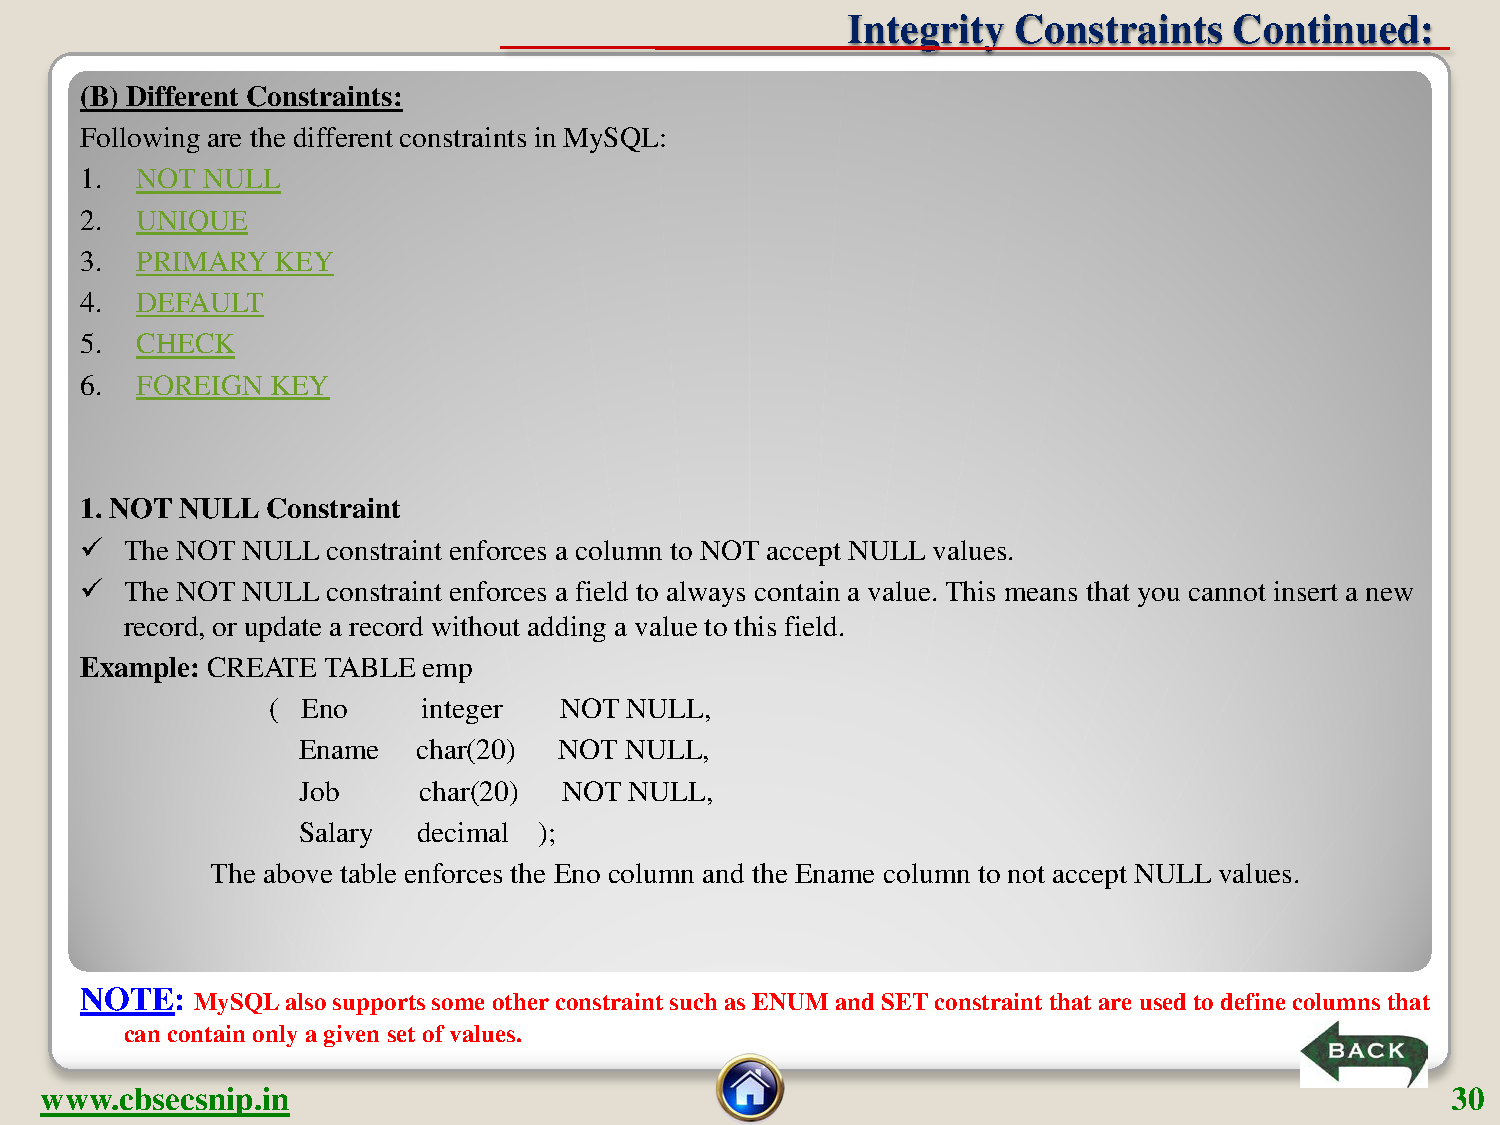 Integrity Constraints Continued:
(B) Different Constraints:
Following are the different constraints in MySQL:
1. NOT NULL
2. UNIQUE
3. PRIMARY KEY
4. DEFAULT
5. CHECK
6. FOREIGN KEY
1. NOT NULL Constraint
✓ The NOT NULL constraint enforces a column to NOT accept NULL values.
✓ The NOT NULL constraint enforces a field to always contain a value. This means that you cannot insert a new
record, or update a record without adding a value to this field.
Example: CREATE TABLE emp
( Eno integer NOT NULL,
Ename char(20) NOT NULL,
Job char(20) NOT NULL,
Salary decimal );
The above table enforces the Eno column and the Ename column to not accept NULL values.
NOTE: MySQL also supports some other constraint such as ENUM and SET constraint that are used to define columns that
can contain only a given set of values.
BACK
www.cbsecsnip.in
30